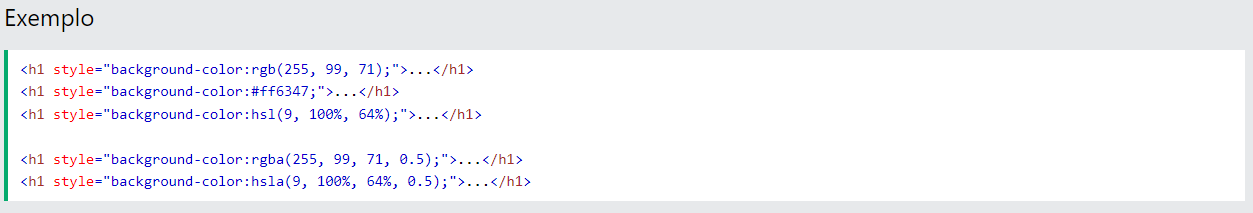 Exemplo
<h1 style="background-color:rgb(255, 99, 71);">...</h1>
<h1 style="background-color:#ff6347;">...</h1>
<h1 style="background-color:hsl(9, 100%, 64%);">...</h1>
<h1 style="background-color:rgba(255, 99, 71, 0.5);">...</h1>
<h1 style="background-color:hsla(9, 100%, 64%, 0.5);">...</h1>